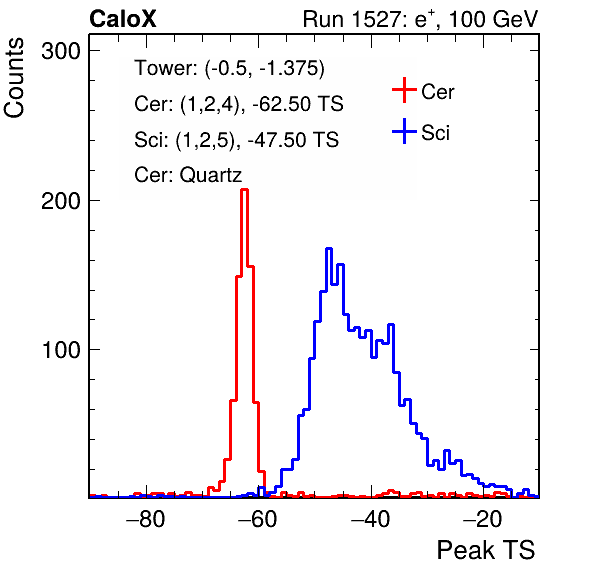 CaloX Run 1527: e⁺, 100 GeV
Counts
300
200
100
Tower: (-0.5, -1.375)
Cer: (1,2,4), -62.50 TS
Sci: (1,2,5), -47.50 TS
Cer: Quartz
Cer
Sci
−80 −60 −40 −20
Peak TS